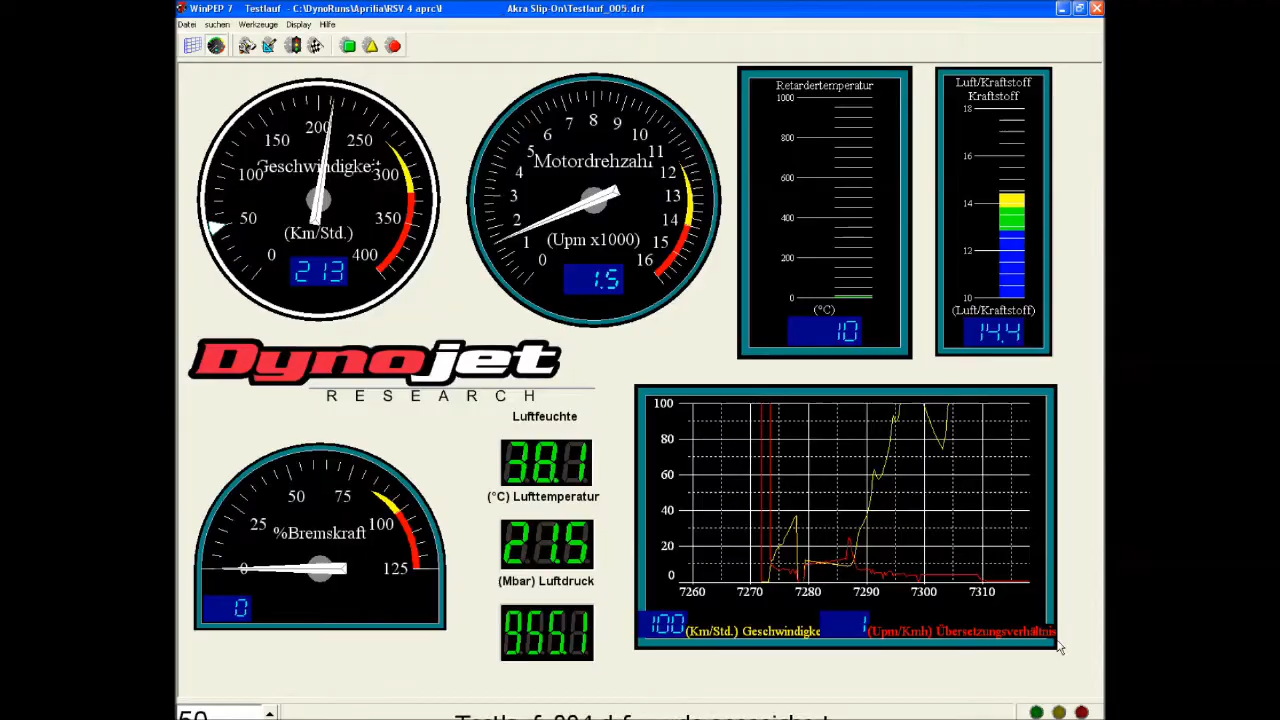 WinPEP 7 Testlauf - C:\DynoRuns\Aprilia\RSV 4 aprc\I Akra Slip-On\Testlauf_005.drf
Datei suchen Werkzeuge Display Hilfe
0 50 100 150 200 250 300 350 400
Geschwindigkeit
(Km/Std.)
213
0 1 2 3 4 5 6 7 8 9 10 11 12 13 14 15 16
Motordrehzahl
(Upm x1000)
1.5
Retardertemperatur
1000
800
600
400
200
0
(°C)
10
Luft/Kraftstoff
Kraftstoff
18
16
14
12
10
(Luft/Kraftstoff)
14.4
Dynojet
RESEARCH
Luftfeuchte
38.1
(°C) Lufttemperatur
21.5
(Mbar) Luftdruck
955.1
0 25 50 75 100 125
%Bremskraft
0
100
80
60
40
20
0
7260 7270 7280 7290 7300 7310
100 (Km/Std.) Geschwindigke 1 (Upm/Kmh) Übersetzungsverhältnis
50